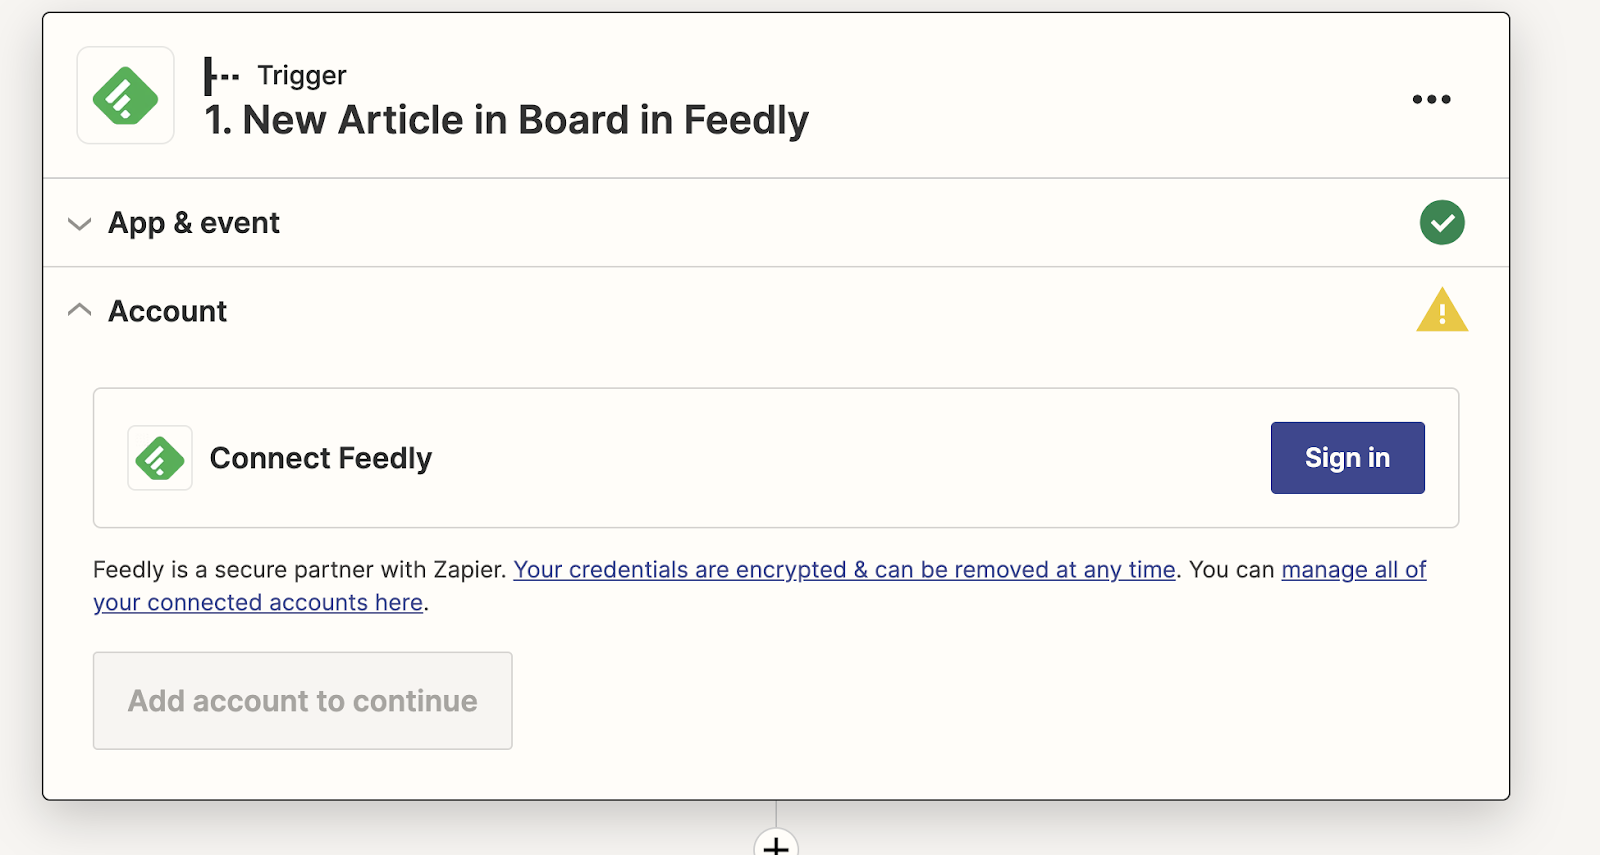 Trigger
1. New Article in Board in Feedly
App & event
Account
Connect Feedly
Sign in
Feedly is a secure partner with Zapier. Your credentials are encrypted & can be removed at any time. You can manage all of
your connected accounts here.
Add account to continue